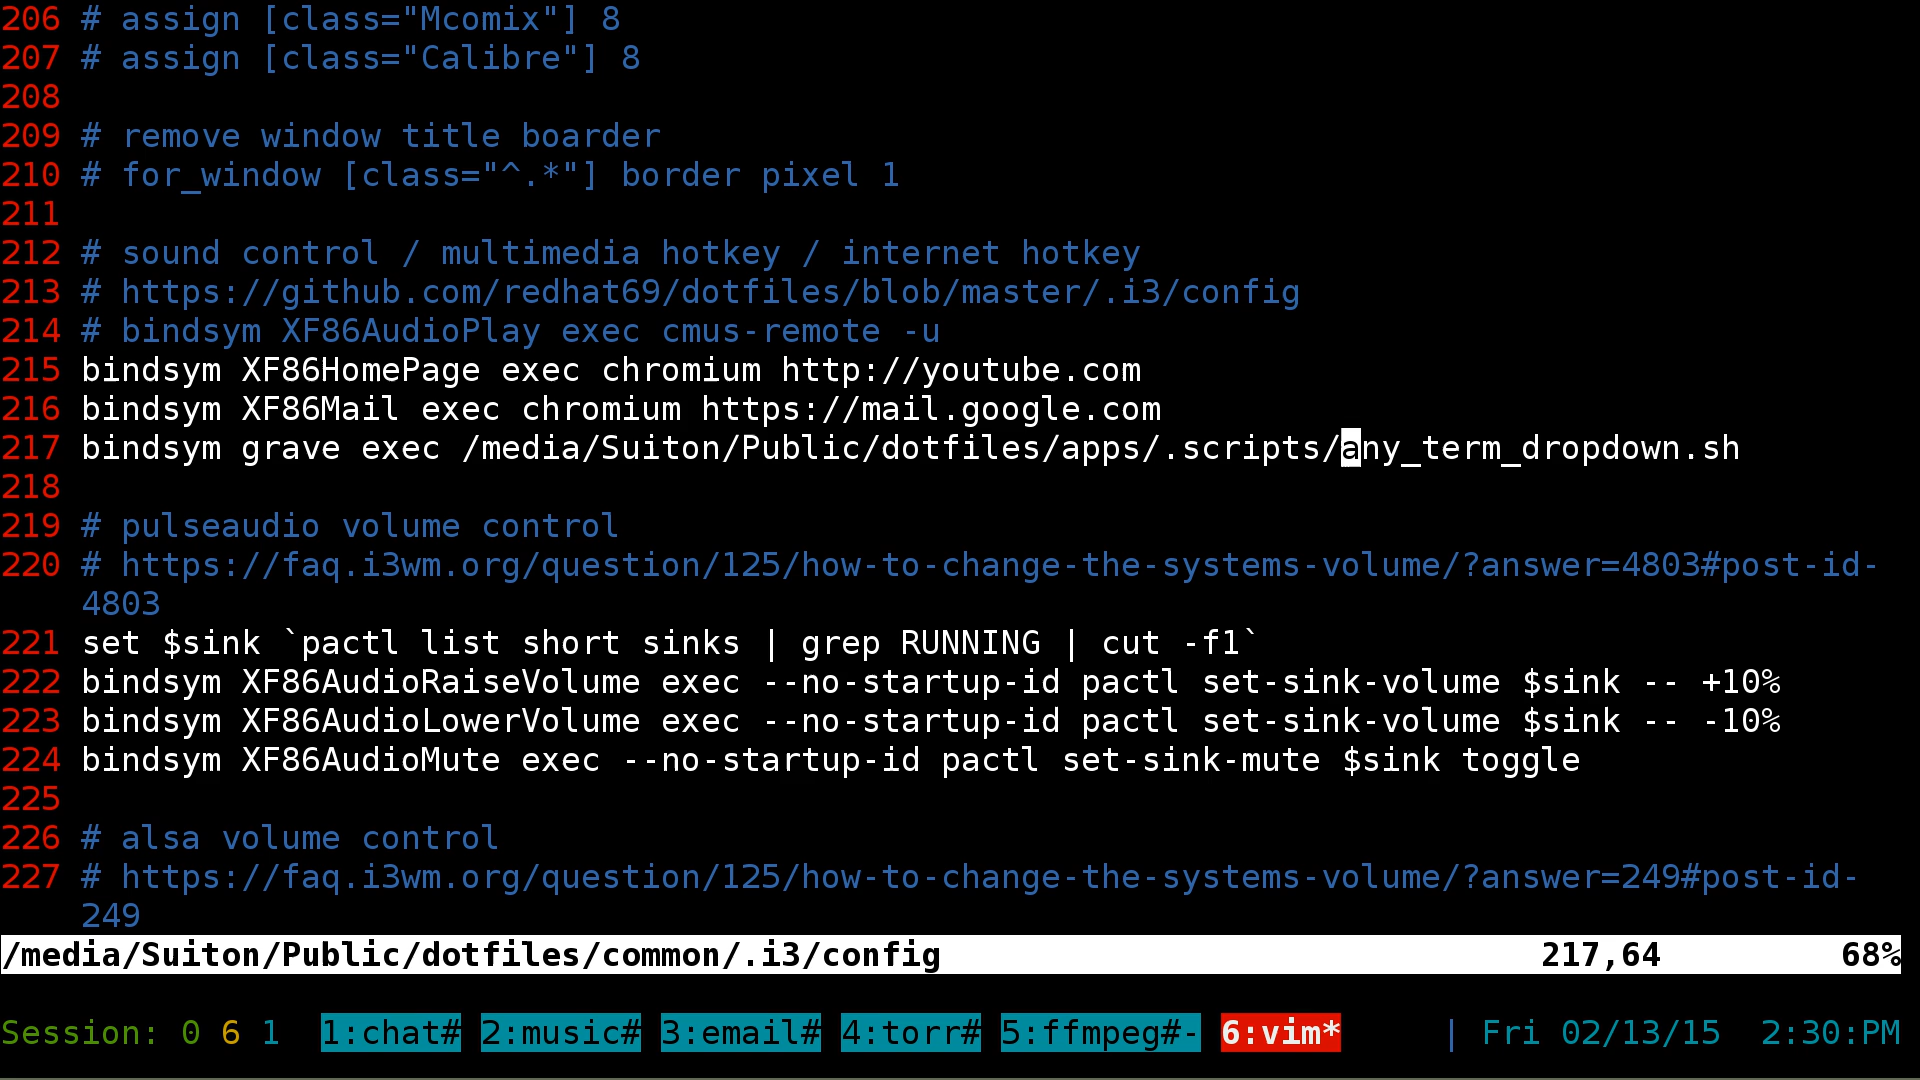 206 # assign [class="Mcomix"] 8
207 # assign [class="Calibre"] 8
208
209 # remove window title boarder
210 # for_window [class="^.*"] border pixel 1
211
212 # sound control / multimedia hotkey / internet hotkey
213 # https://github.com/redhat69/dotfiles/blob/master/.i3/config
214 # bindsym XF86AudioPlay exec cmus-remote -u
215 bindsym XF86HomePage exec chromium http://youtube.com
216 bindsym XF86Mail exec chromium https://mail.google.com
217 bindsym grave exec /media/Suiton/Public/dotfiles/apps/.scripts/any_term_dropdown.sh
218
219 # pulseaudio volume control
220 # https://faq.i3wm.org/question/125/how-to-change-the-systems-volume/?answer=4803#post-id-
4803
221 set $sink `pactl list short sinks | grep RUNNING | cut -f1`
222 bindsym XF86AudioRaiseVolume exec --no-startup-id pactl set-sink-volume $sink -- +10%
223 bindsym XF86AudioLowerVolume exec --no-startup-id pactl set-sink-volume $sink -- -10%
224 bindsym XF86AudioMute exec --no-startup-id pactl set-sink-mute $sink toggle
225
226 # alsa volume control
227 # https://faq.i3wm.org/question/125/how-to-change-the-systems-volume/?answer=249#post-id-
249
/media/Suiton/Public/dotfiles/common/.i3/config 217,64 68%
Session: 0 6 1 1:chat# 2:music# 3:email# 4:torr# 5:ffmpeg#- 6:vim* | Fri 02/13/15 2:30:PM